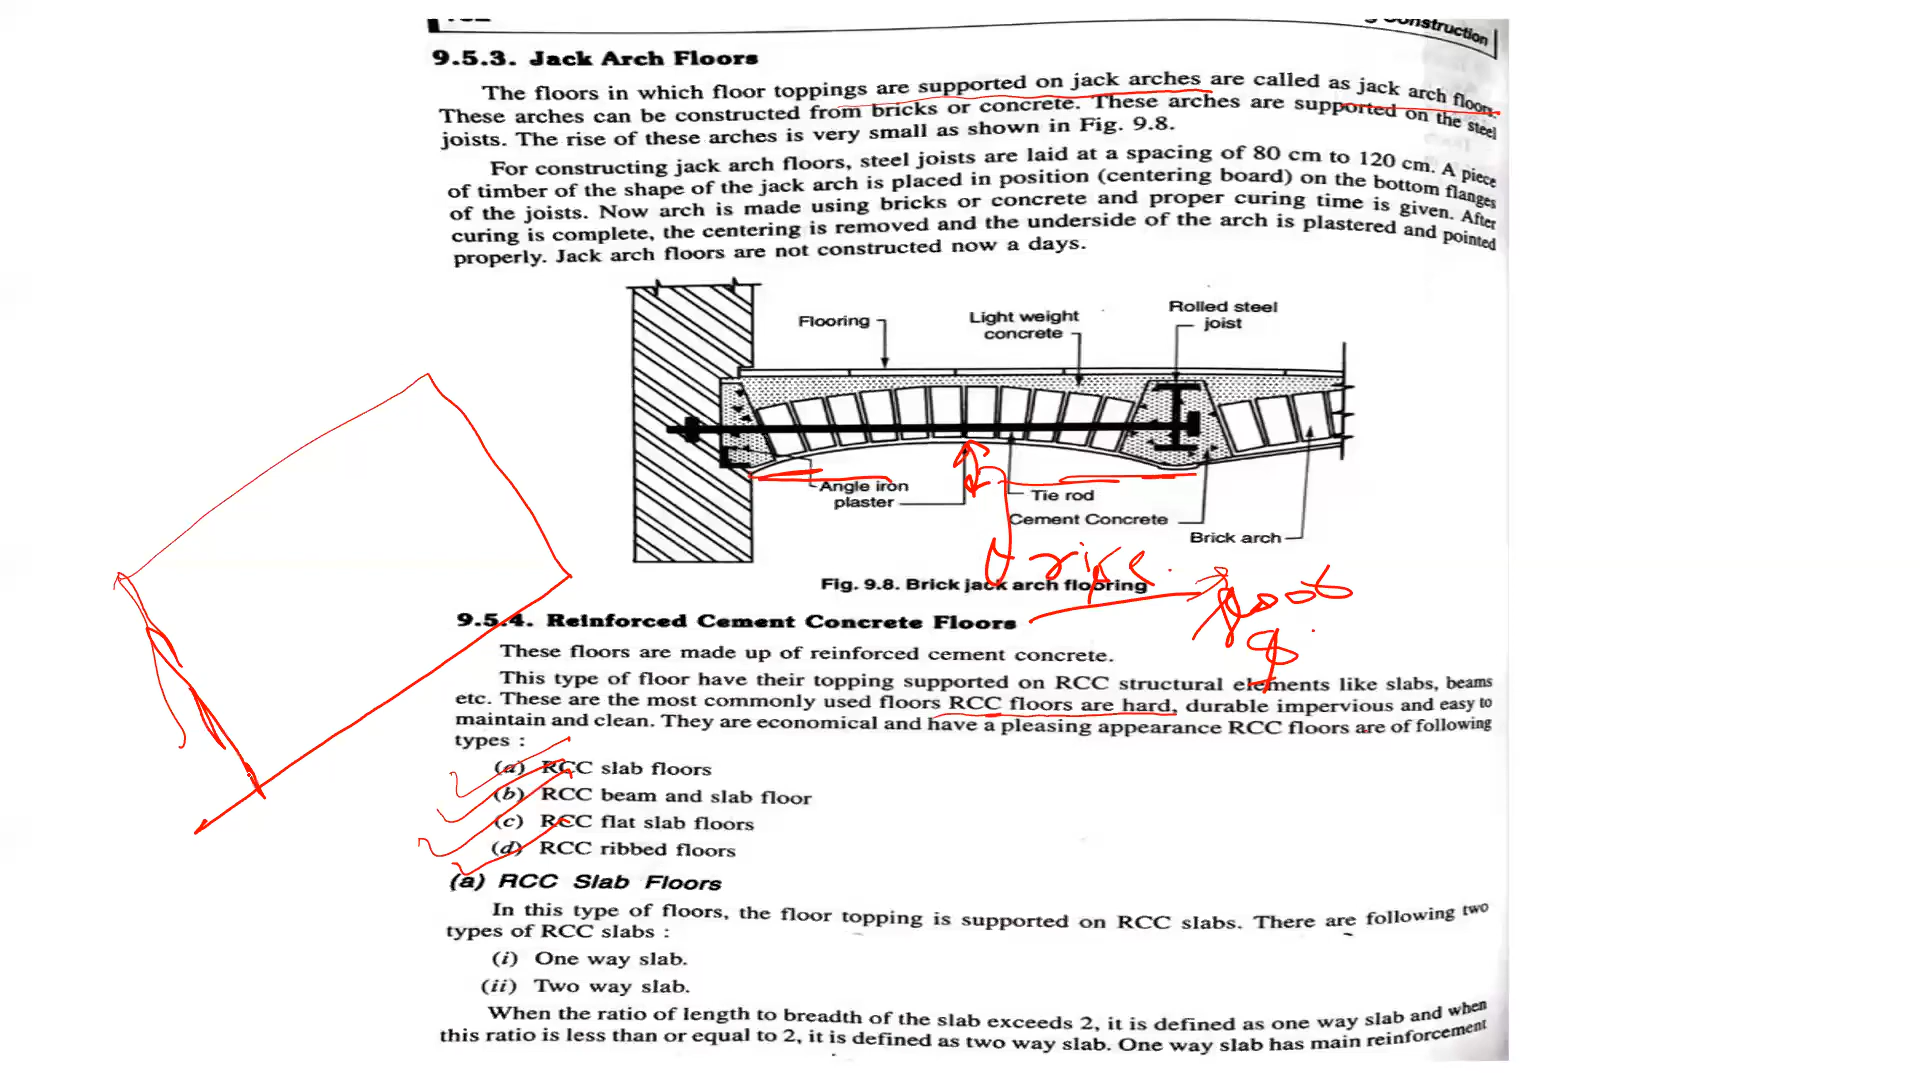 Construction
9.5.3. Jack Arch Floors
The floors in which floor toppings are supported on jack arches are called as jack arch floors.
These arches can be constructed from bricks or concrete. These arches are supported on the steel
joists. The rise of these arches is very small as shown in Fig. 9.8.
For constructing jack arch floors, steel joists are laid at a spacing of 80 cm to 120 cm. A piece
of timber of the shape of the jack arch is placed in position (centering board) on the bottom flanges
of the joists. Now arch is made using bricks or concrete and proper curing time is given. After
curing is complete, the centering is removed and the underside of the arch is plastered and pointed
properly. Jack arch floors are not constructed now a days.
Flooring
Light weight
concrete
Rolled steel
joist
Angle iron
plaster
Tie rod
Cement Concrete
Brick arch
rise
Fig. 9.8. Brick jack arch flooring
9.5.4. Reinforced Cement Concrete Floors
These floors are made up of reinforced cement concrete.
This type of floor have their topping supported on RCC structural elements like slabs, beams
etc. These are the most commonly used floors RCC floors are hard, durable impervious and easy to
maintain and clean. They are economical and have a pleasing appearance RCC floors are of following
types :
(a) RCC slab floors
(b) RCC beam and slab floor
(c) RCC flat slab floors
(d) RCC ribbed floors
(a) RCC Slab Floors
In this type of floors, the floor topping is supported on RCC slabs. There are following two
types of RCC slabs :
(i) One way slab.
(ii) Two way slab.
When the ratio of length to breadth of the slab exceeds 2, it is defined as one way slab and when
this ratio is less than or equal to 2, it is defined as two way slab. One way slab has main reinforcement